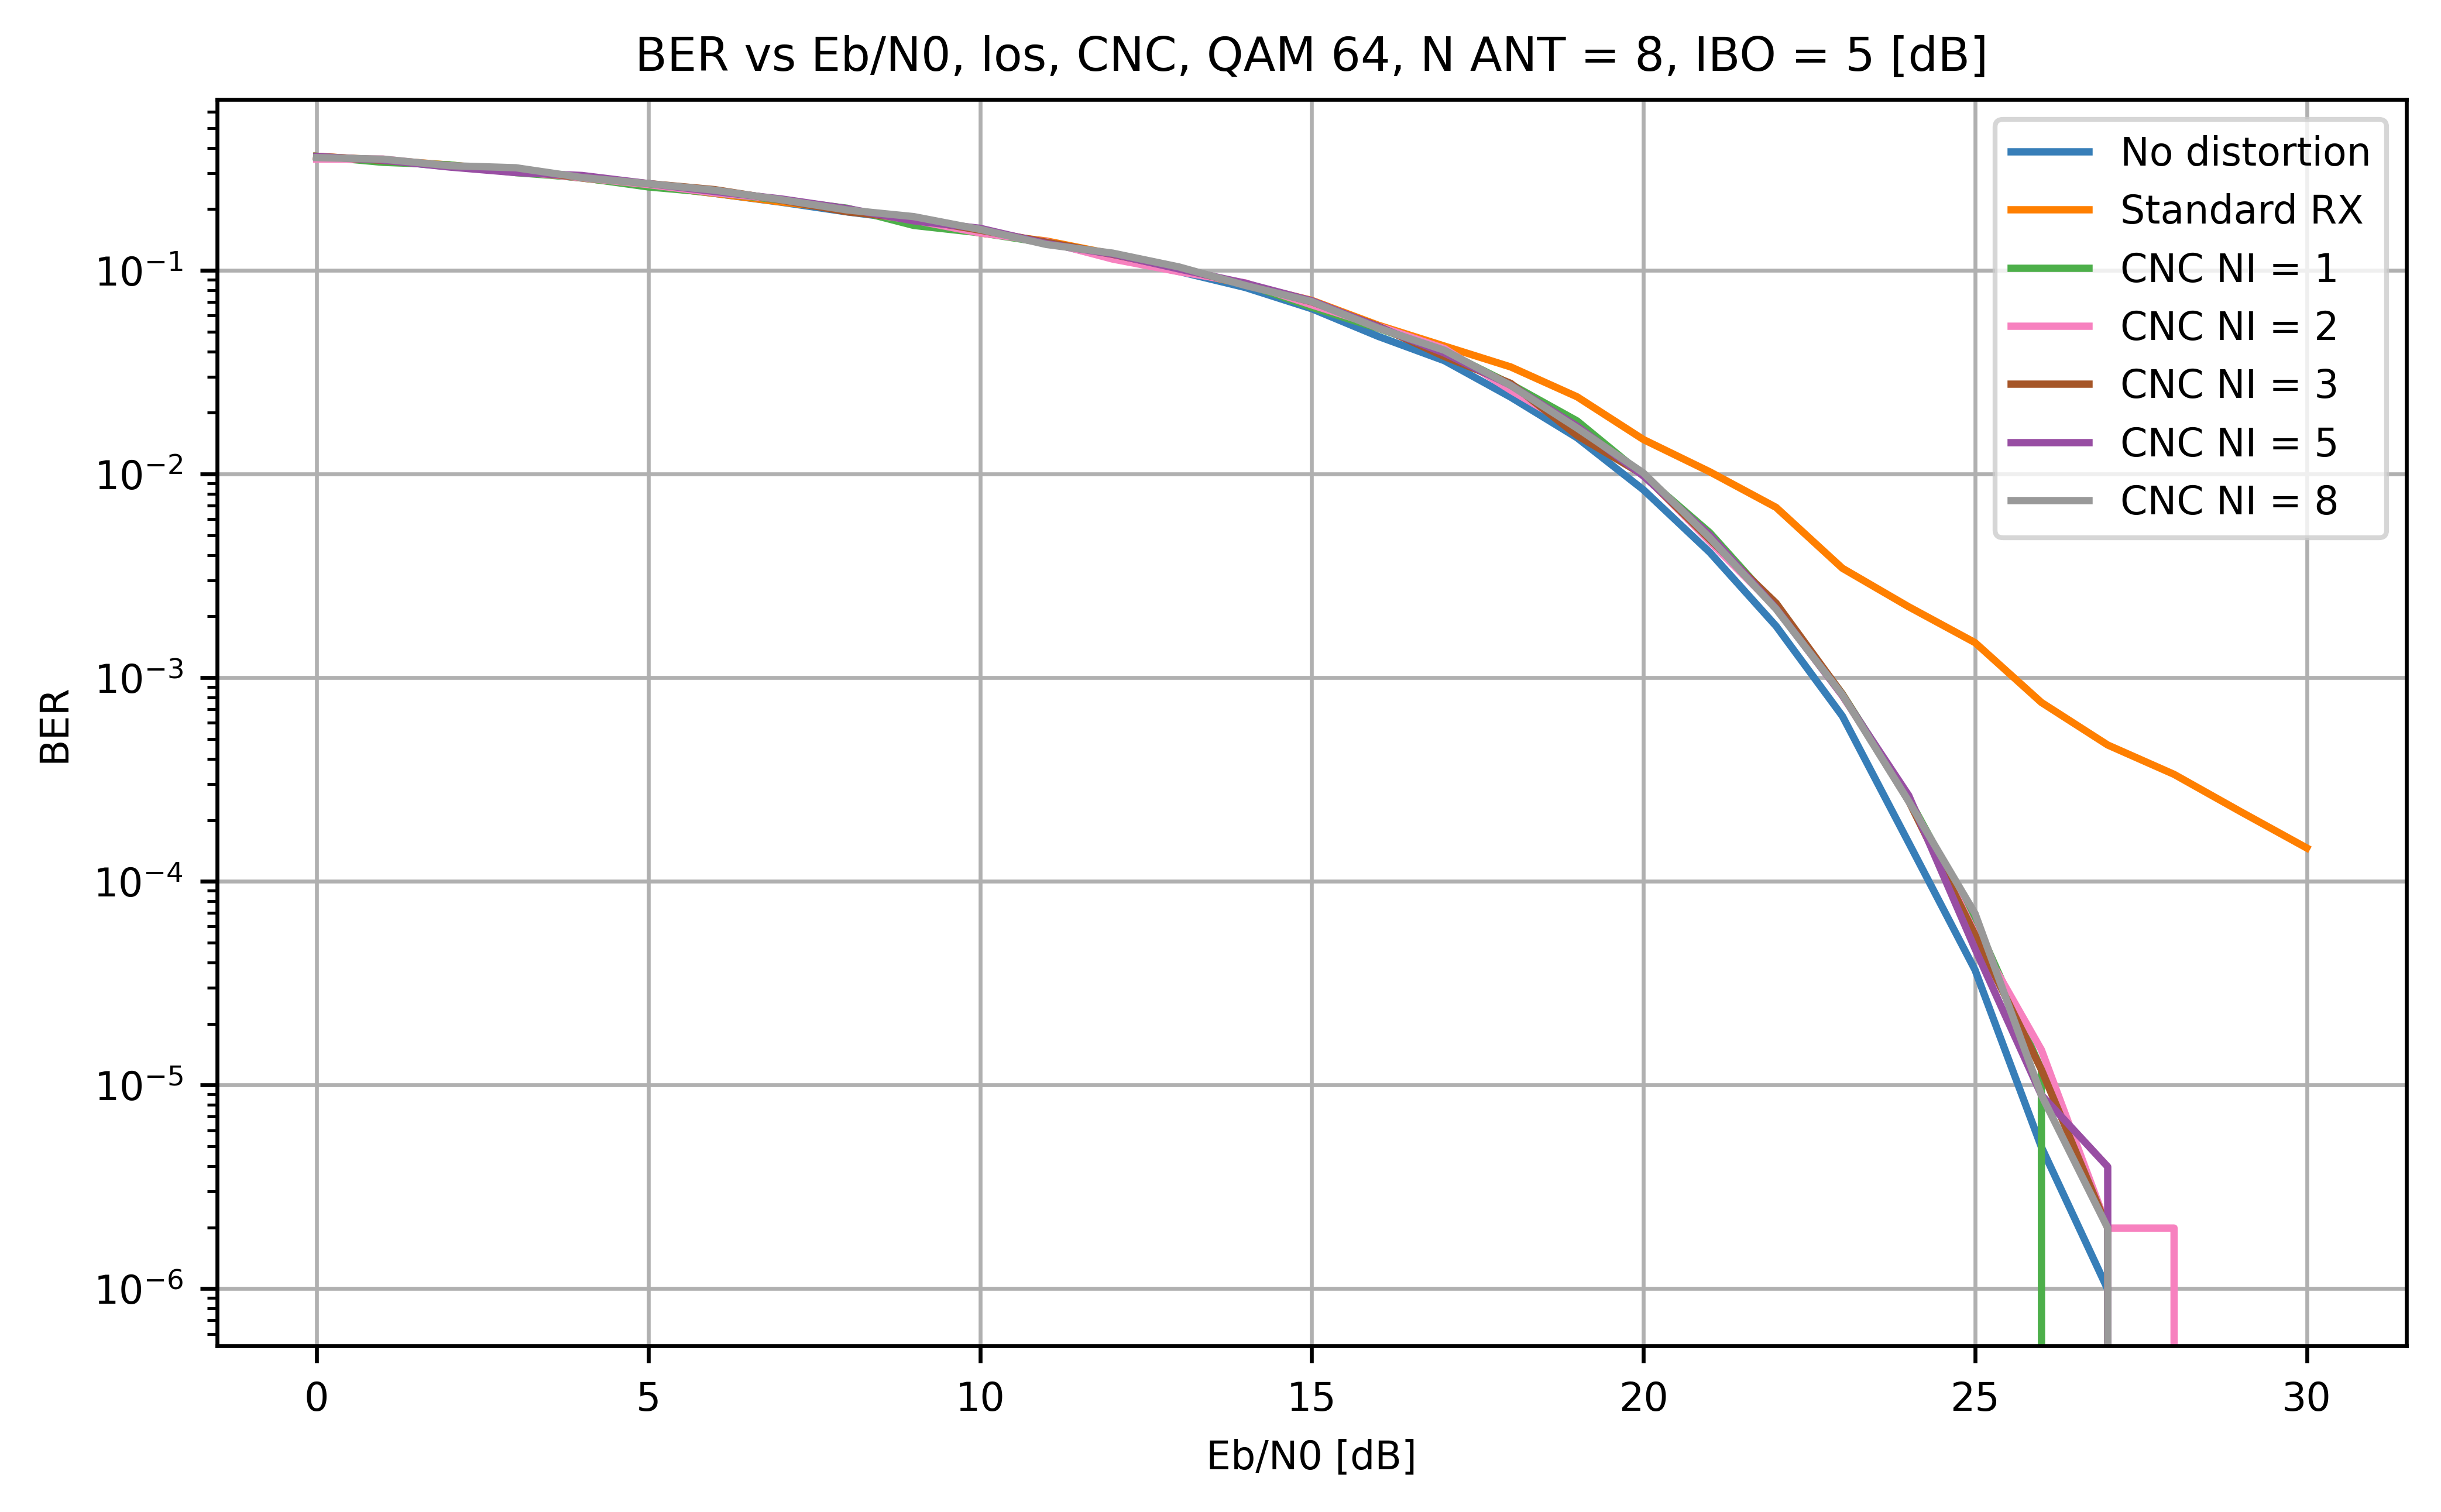 BER vs Eb/N0, los, CNC, QAM 64, N ANT = 8, IBO = 5 [dB]
No distortion
Standard RX
CNC NI = 1
CNC NI = 2
CNC NI = 3
CNC NI = 5
CNC NI = 8
BER
10⁻¹
10⁻²
10⁻³
10⁻⁴
10⁻⁵
10⁻⁶
0 5 10 15 20 25 30
Eb/N0 [dB]